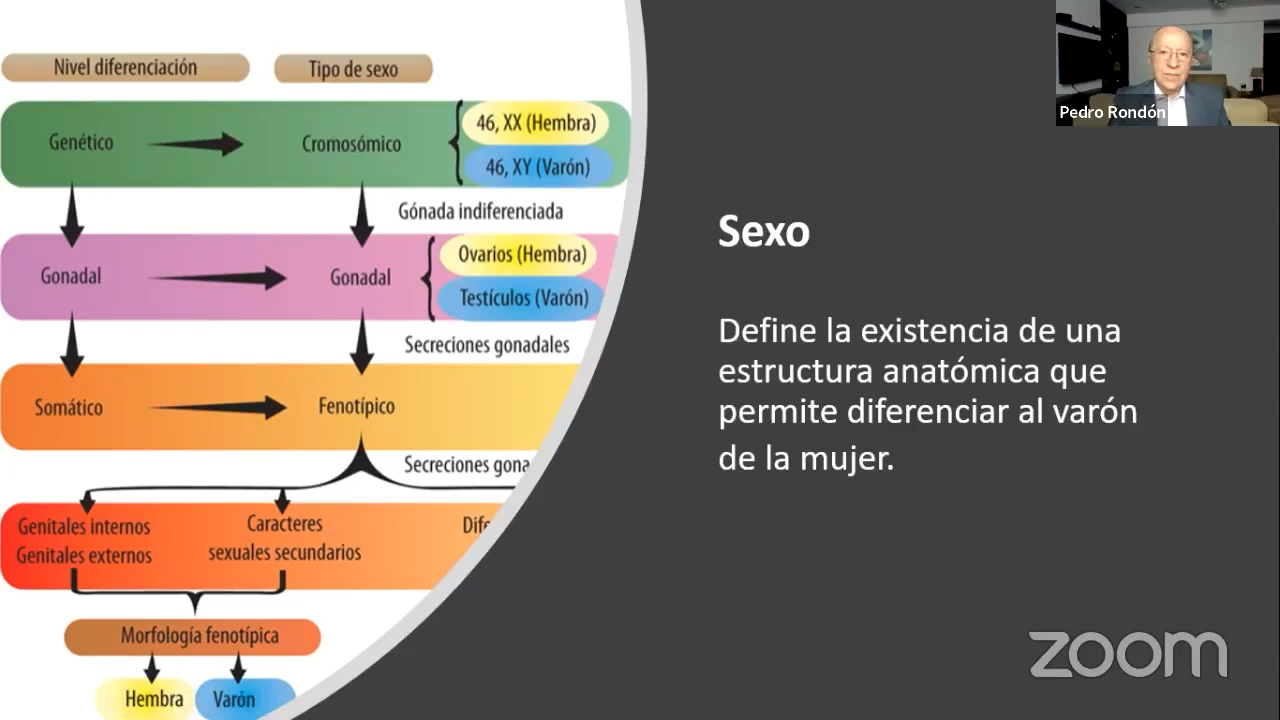 Nivel diferenciación
Tipo de sexo
Genético
Cromosómico
46, XX (Hembra)
46, XY (Varón)
Gónada indiferenciada
Gonadal
Gonadal
Ovarios (Hembra)
Testículos (Varón)
Secreciones gonadales
Somático
Fenotípico
Secreciones
Genitales internos
Genitales externos
Caracteres
sexuales secundarios
Morfología fenotípica
Hembra
Varón
Sexo
Define la existencia de una
estructura anatómica que
permite diferenciar al varón
de la mujer.
Pedro Rondón
zoom